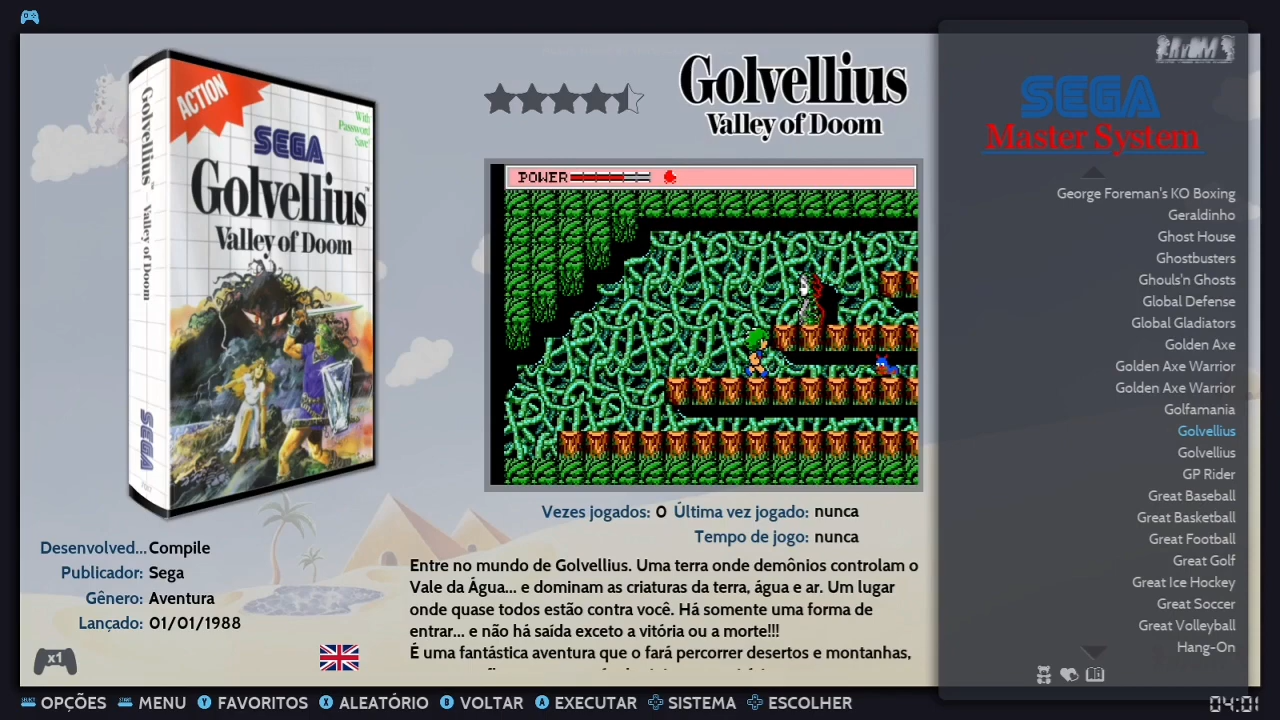 ACTION
With
Password
Save!
SEGA
Golvellius™
Valley of Doom
Golvellius™ Valley of Doom
SEGA
Golvellius
Valley of Doom
POWER
Vezes jogados: 0 Última vez jogado: nunca
Tempo de jogo: nunca
Desenvolved... Compile
Publicador: Sega
Gênero: Aventura
Lançado: 01/01/1988
x1
Entre no mundo de Golvellius. Uma terra onde demônios controlam o
Vale da Água... e dominam as criaturas da terra, água e ar. Um lugar
onde quase todos estão contra você. Há somente uma forma de
entrar... e não há saída exceto a vitória ou a morte!!!
É uma fantástica aventura que o fará percorrer desertos e montanhas,
SEGA
Master System
George Foreman's KO Boxing
Geraldinho
Ghost House
Ghostbusters
Ghouls'n Ghosts
Global Defense
Global Gladiators
Golden Axe
Golden Axe Warrior
Golden Axe Warrior
Golfamania
Golvellius
Golvellius
GP Rider
Great Baseball
Great Basketball
Great Football
Great Golf
Great Ice Hockey
Great Soccer
Great Volleyball
Hang-On
SELECT OPÇÕES START MENU Y FAVORITOS X ALEATÓRIO B VOLTAR A EXECUTAR SISTEMA ESCOLHER
04:01